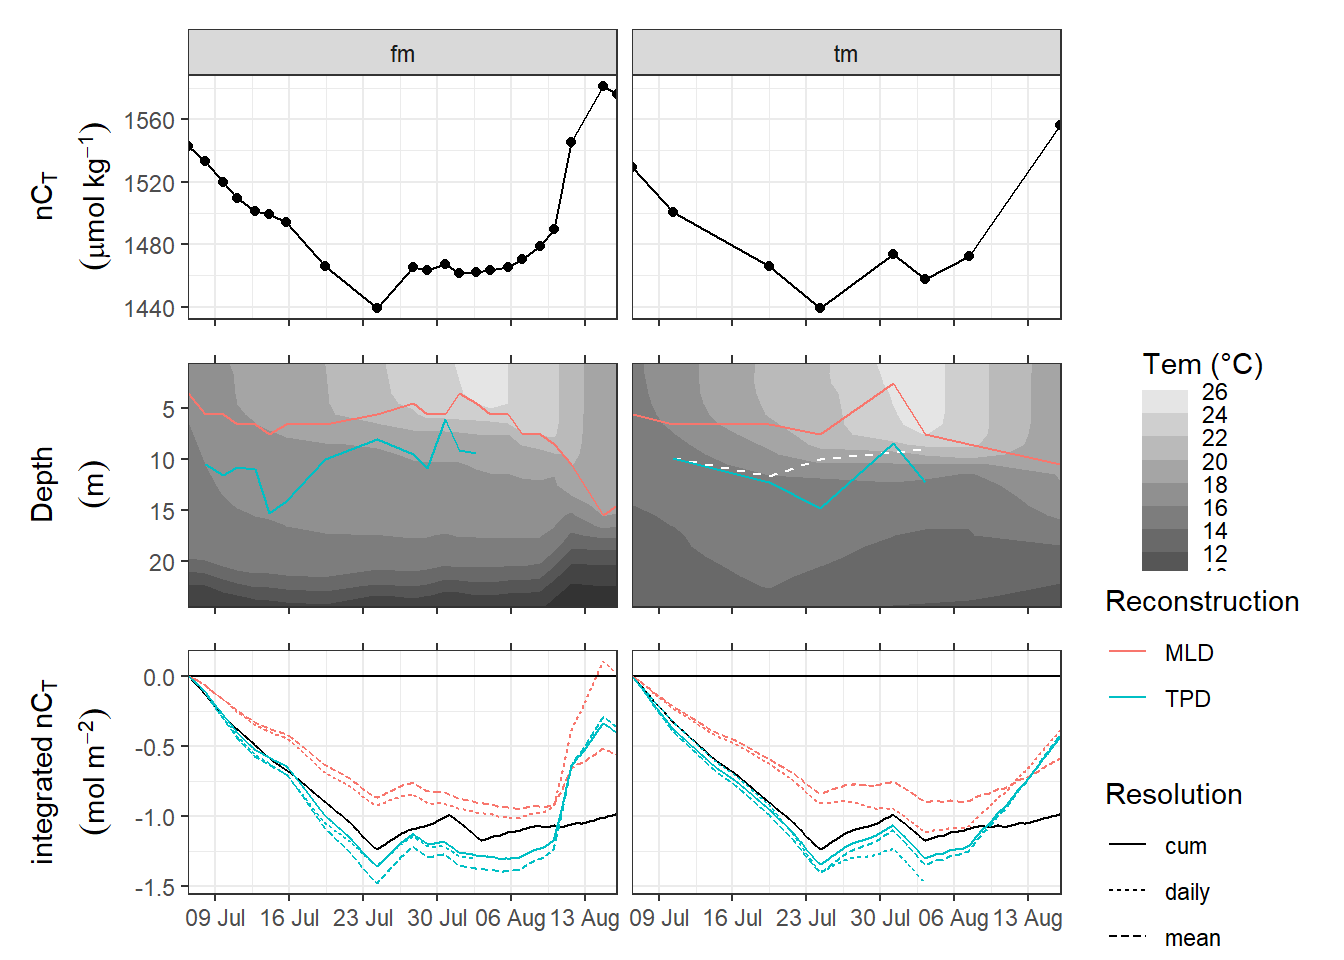 fm
tm
nC_T
(μmol kg⁻¹)
1560
1520
1480
1440
Depth
(m)
5
10
15
20
Tem (°C)
26
24
22
20
18
16
14
12
integrated nC_T
(mol m⁻²)
0.0
-0.5
-1.0
-1.5
09 Jul 16 Jul 23 Jul 30 Jul 06 Aug 13 Aug
09 Jul 16 Jul 23 Jul 30 Jul 06 Aug 13 Aug
Reconstruction
MLD
TPD
Resolution
cum
daily
mean